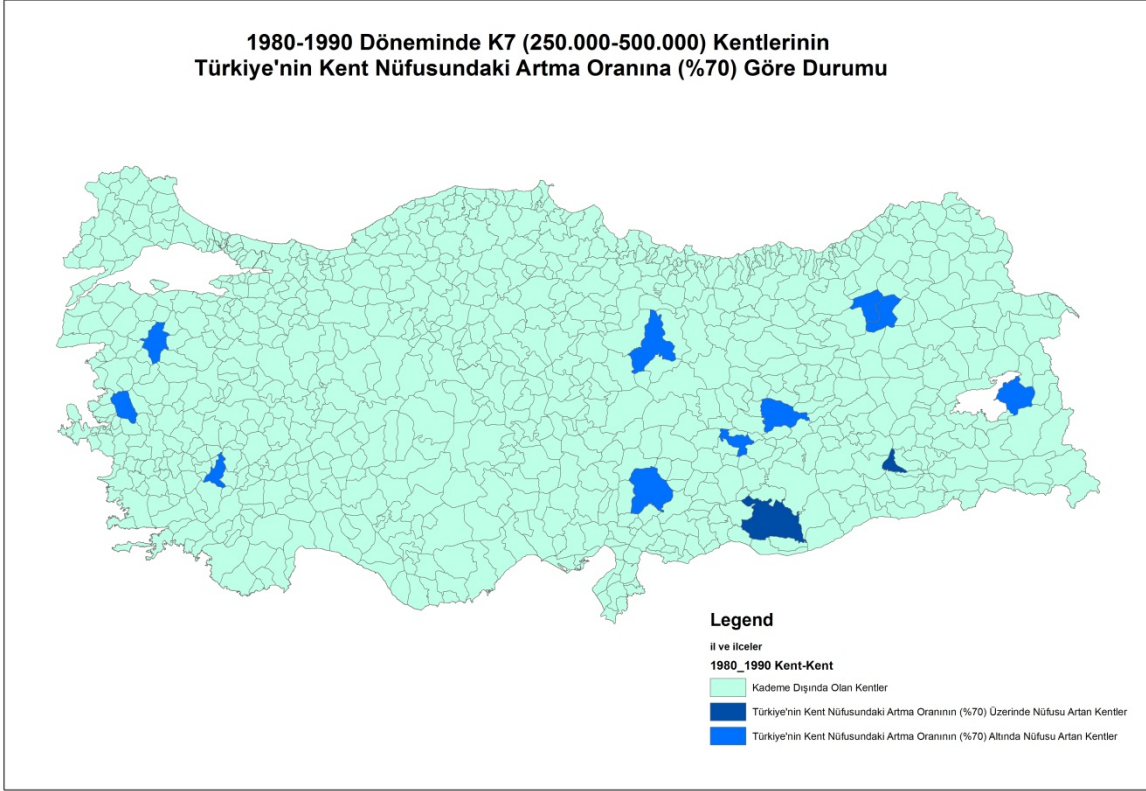 1980-1990 Döneminde K7 (250.000-500.000) Kentlerinin
Türkiye'nin Kent Nüfusundaki Artma Oranına (%70) Göre Durumu
Legend
il ve ilceler
1980_1990 Kent-Kent
Kademe Dışında Olan Kentler
Türkiye'nin Kent Nüfusundaki Artma Oranının (%70) Üzerinde Nüfusu Artan Kentler
Türkiye'nin Kent Nüfusundaki Artma Oranının (%70) Altında Nüfusu Artan Kentler